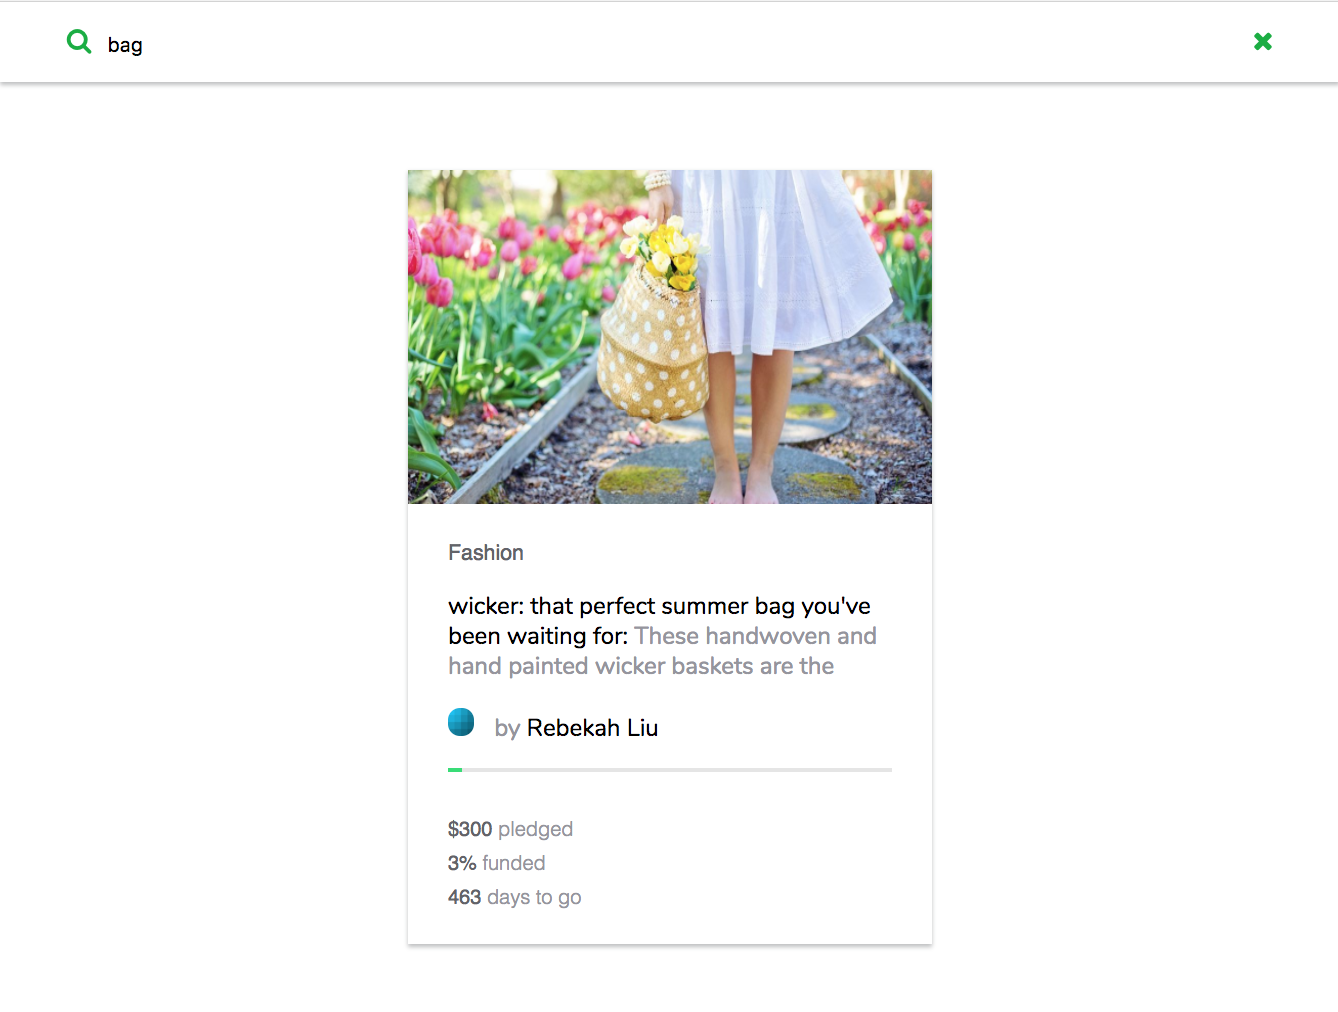 bag
Fashion
wicker: that perfect summer bag you've
been waiting for: These handwoven and
hand painted wicker baskets are the
by Rebekah Liu
$300 pledged
3% funded
463 days to go